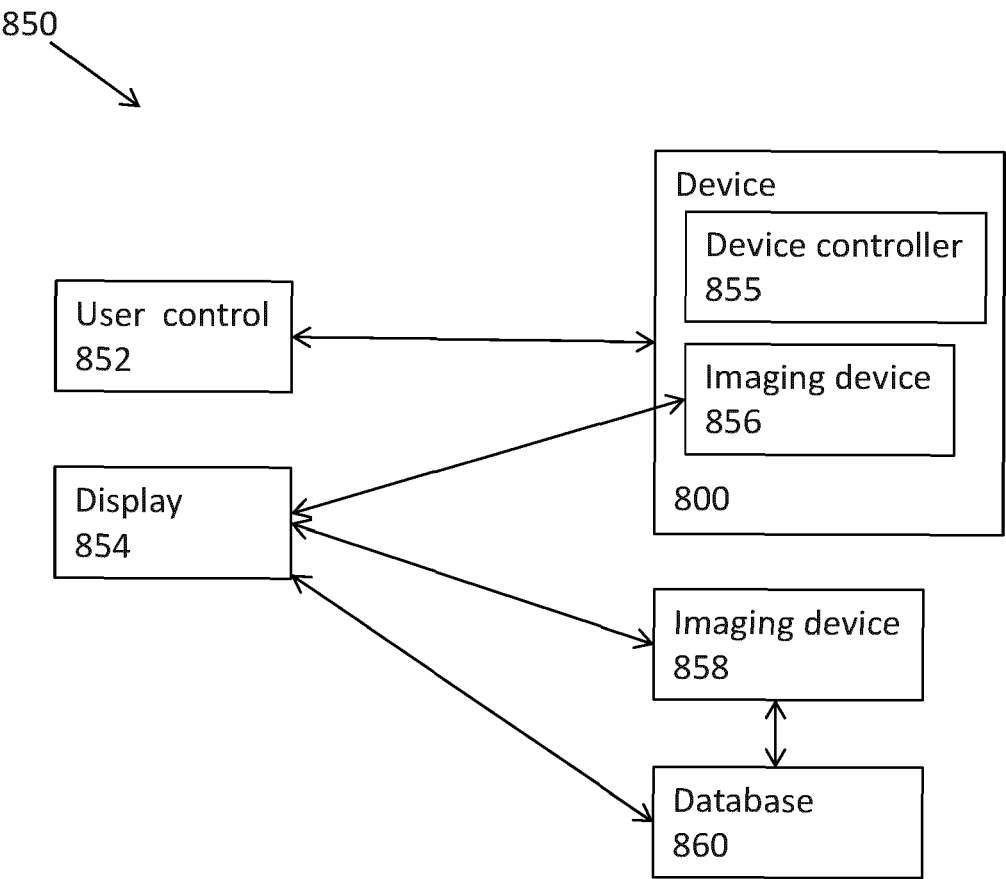 850
Device
Device controller
855
User control
852
Imaging device
856
Display
854
800
Imaging device
858
Database
860